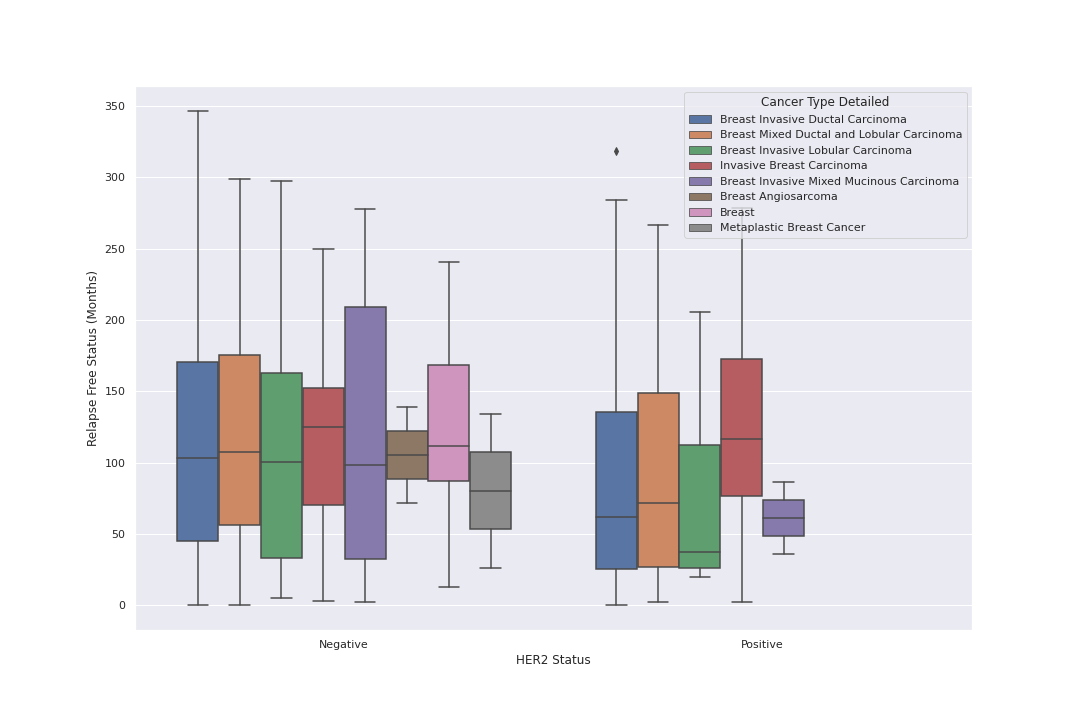 Relapse Free Status (Months)
350
300
250
200
150
100
50
0
Cancer Type Detailed
Breast Invasive Ductal Carcinoma
Breast Mixed Ductal and Lobular Carcinoma
Breast Invasive Lobular Carcinoma
Invasive Breast Carcinoma
Breast Invasive Mixed Mucinous Carcinoma
Breast Angiosarcoma
Breast
Metaplastic Breast Cancer
Negative
Positive
HER2 Status